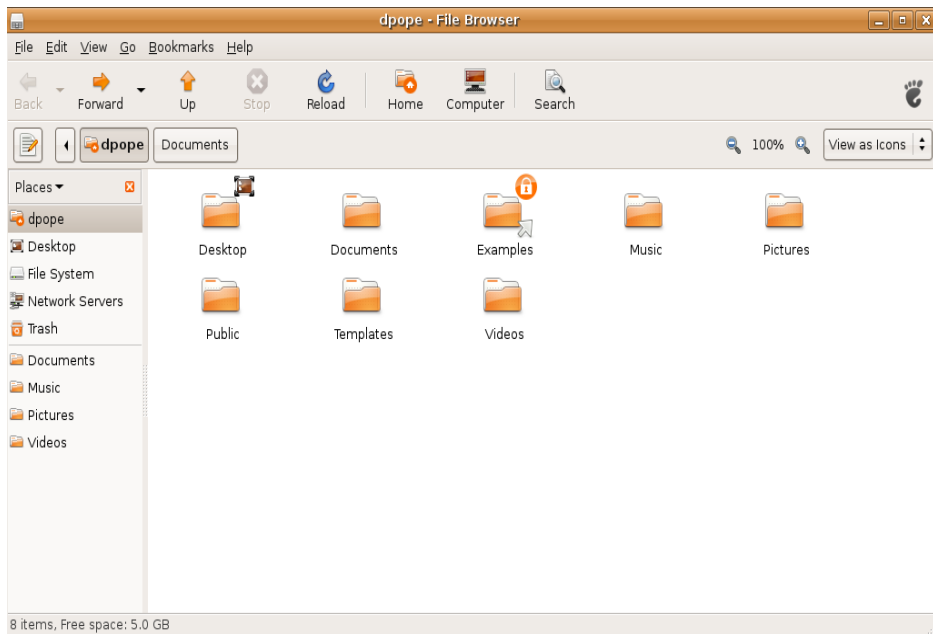 dpope - File Browser
File Edit View Go Bookmarks Help
Back Forward Up Stop Reload Home Computer Search
dpope Documents 100% View as Icons
Places
dpope
Desktop
File System
Network Servers
Trash
Documents
Music
Pictures
Videos
Desktop Documents Examples Music Pictures
Public Templates Videos
8 items, Free space: 5.0 GB